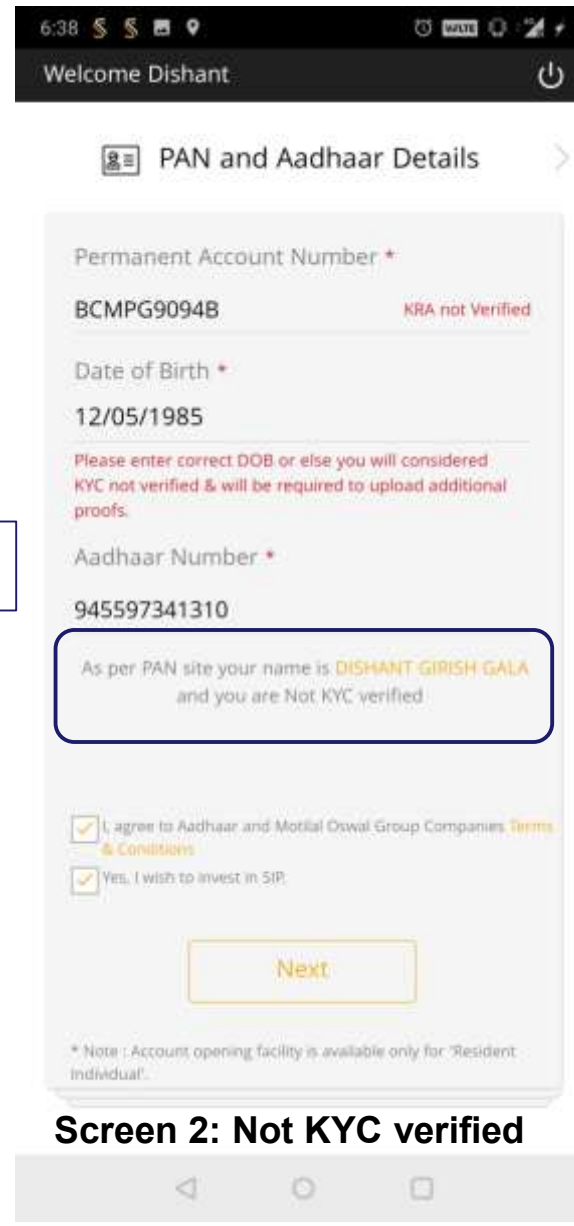 6:38
Welcome Dishant
PAN and Aadhaar Details
Permanent Account Number *
BCMPG9094B KRA not Verified
Date of Birth *
12/05/1985
Please enter correct DOB or else you will considered
KYC not verified & will be required to upload additional
proofs.
Aadhaar Number *
945597341310
As per PAN site your name is DISHANT GIRISH GALA
and you are Not KYC verified
I, agree to Aadhaar and Motilal Oswal Group Companies Terms
& Conditions
Yes, I wish to invest in SIP.
Next
* Note : Account opening facility is available only for 'Resident
Individual'.
Screen 2: Not KYC verified